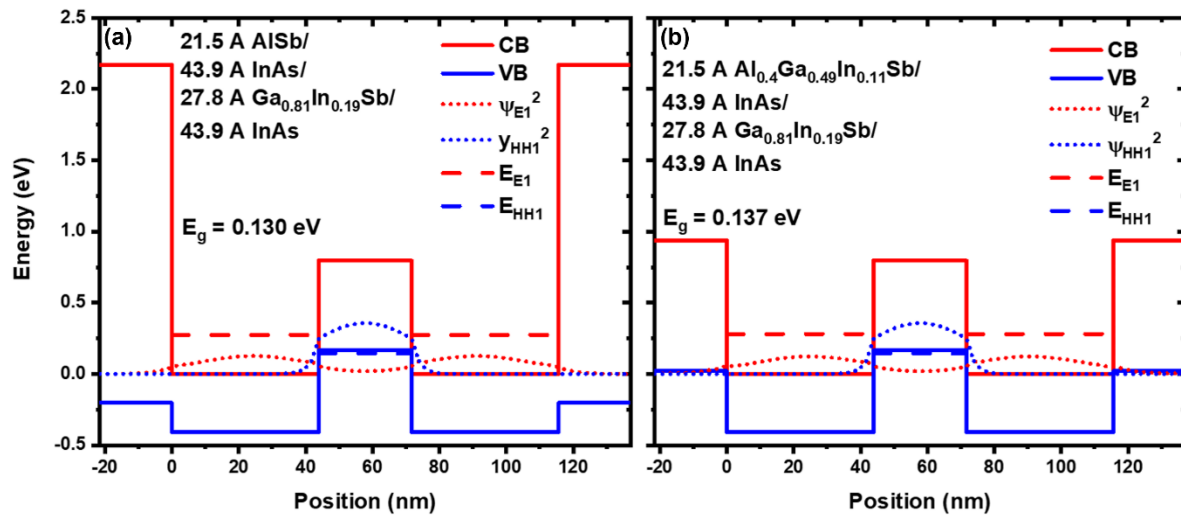 (a)
21.5 A AlSb/
43.9 A InAs/
27.8 A Ga0.81In0.19Sb/
43.9 A InAs
Eg = 0.130 eV
CB
VB
ψE1²
yHH1²
EE1
EHH1
(b)
21.5 A Al0.4Ga0.49In0.11Sb/
43.9 A InAs/
27.8 A Ga0.81In0.19Sb/
43.9 A InAs
Eg = 0.137 eV
CB
VB
ψE1²
ψHH1²
EE1
EHH1
Energy (eV)
2.5
2.0
1.5
1.0
0.5
0.0
-0.5
-20 0 20 40 60 80 100 120
-20 0 20 40 60 80 100 120
Position (nm)
Position (nm)